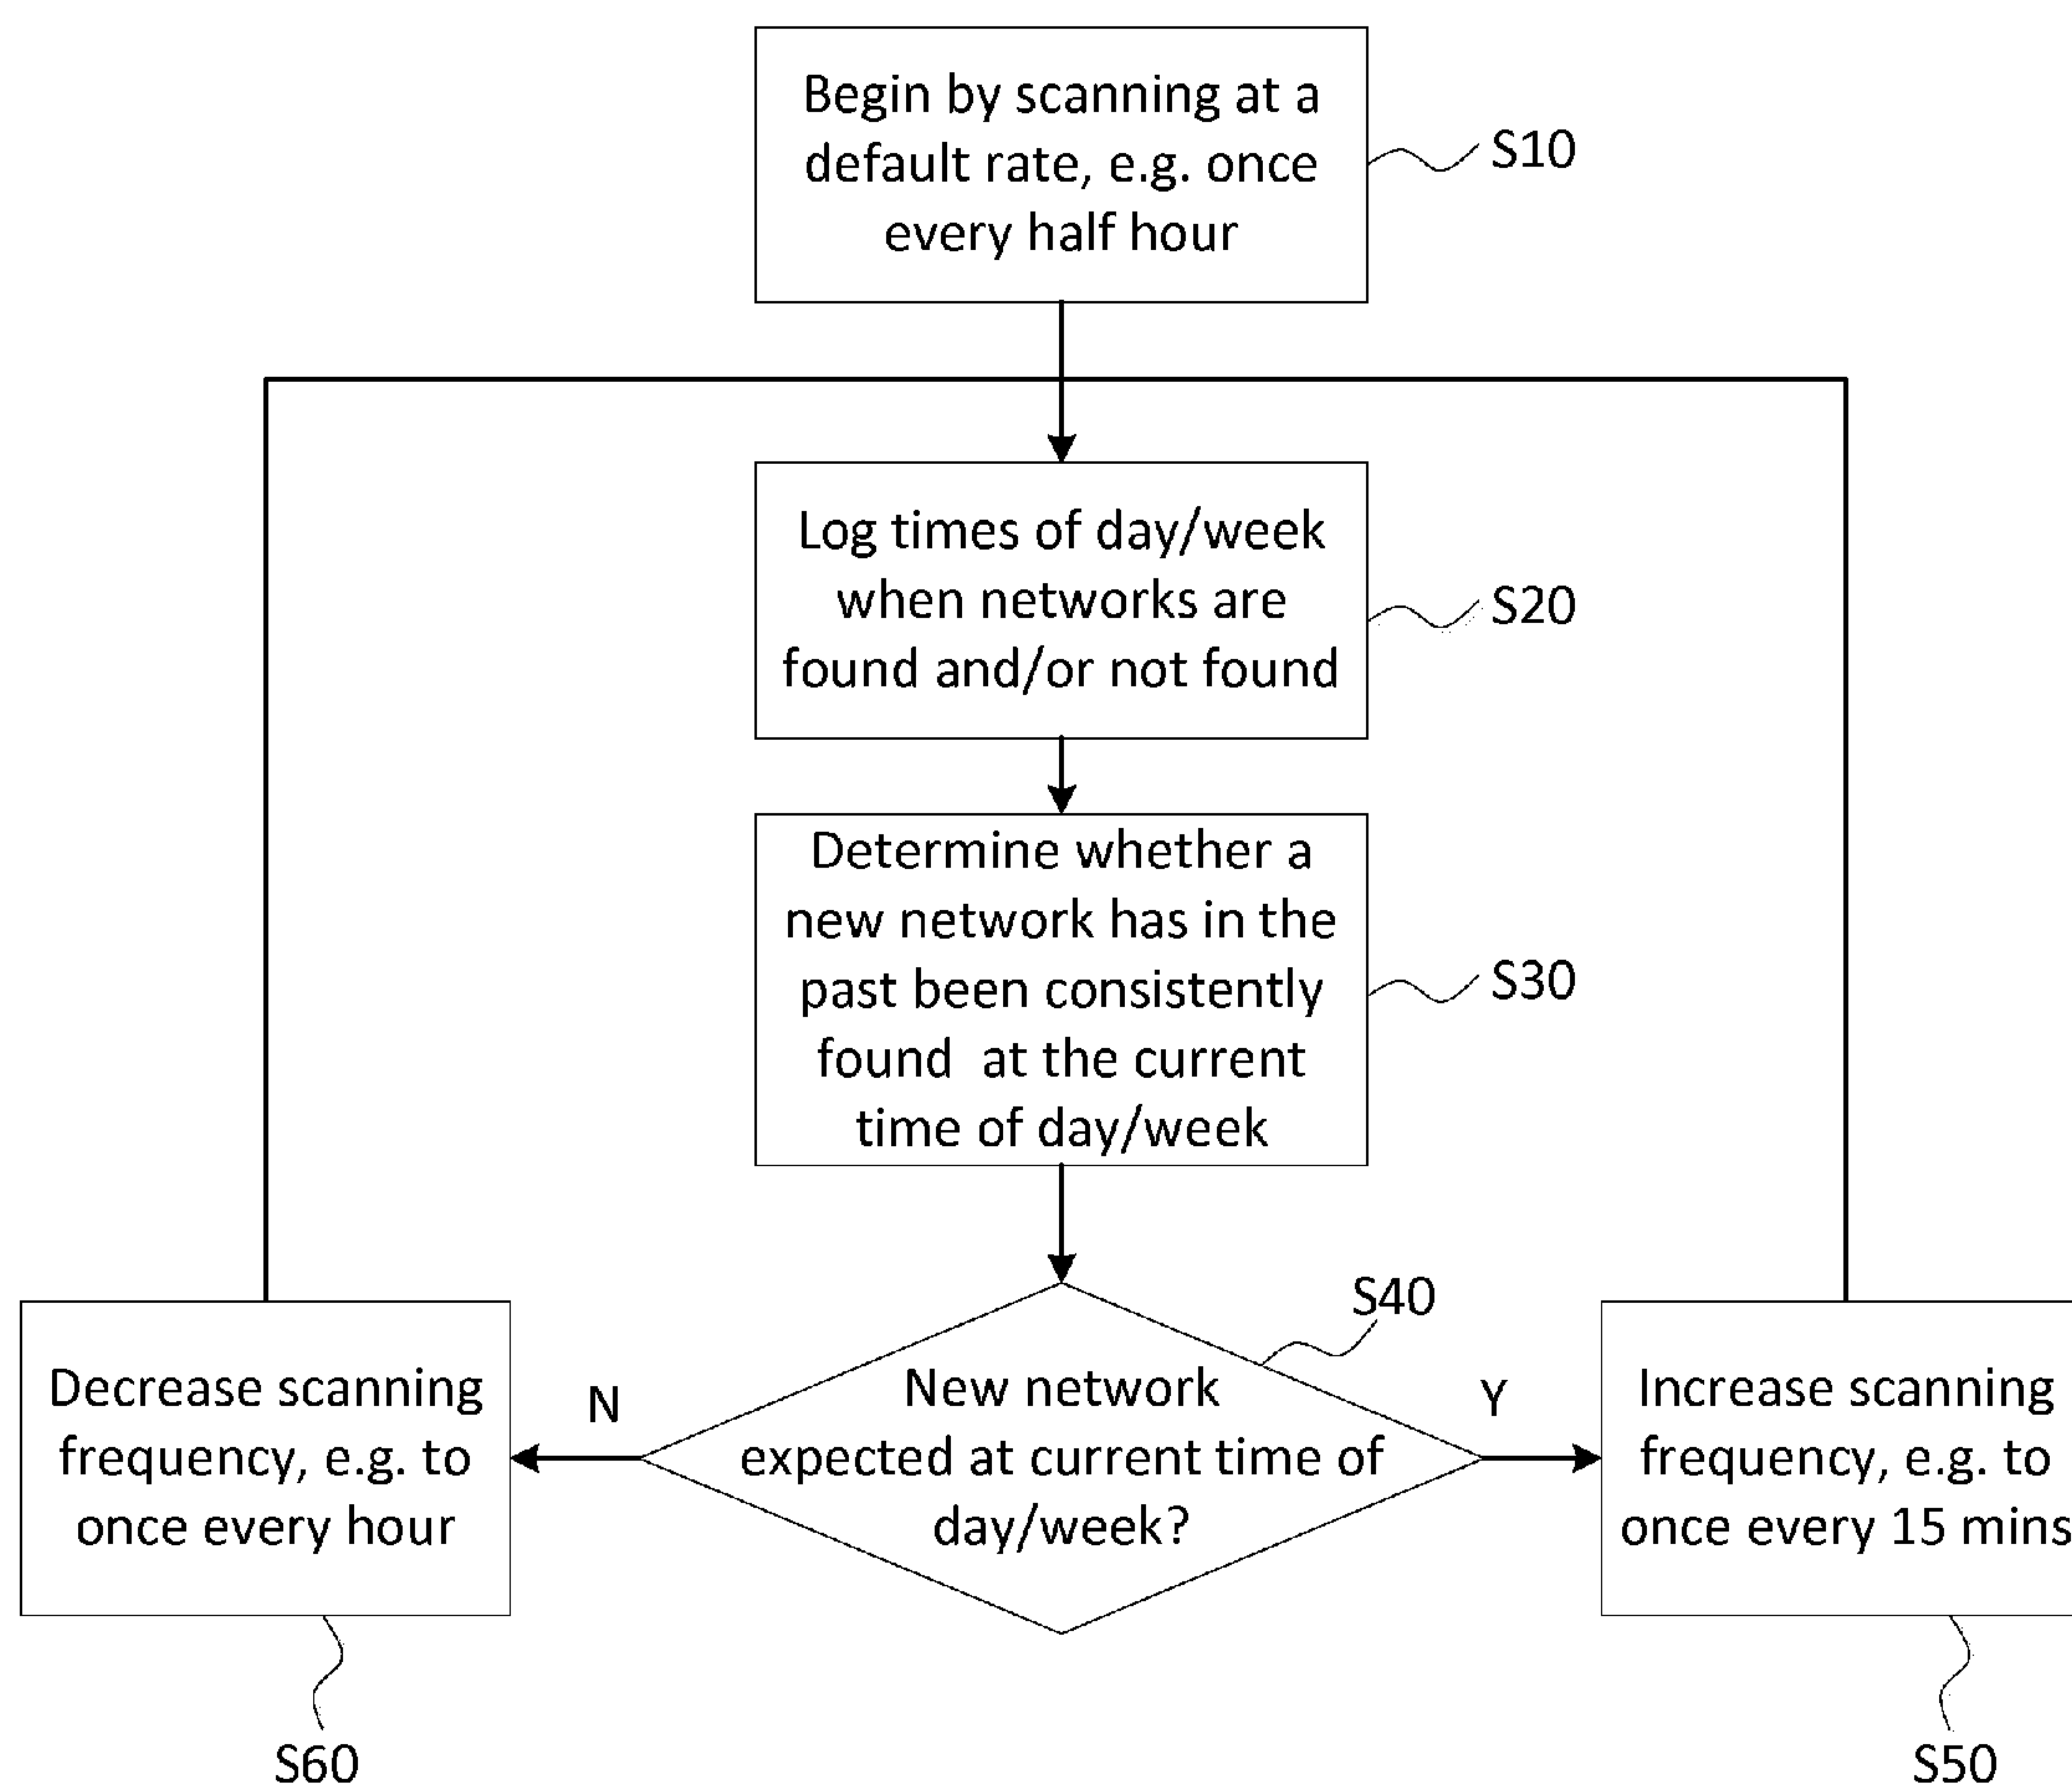 Begin by scanning at a
default rate, e.g. once
every half hour
S10
Log times of day/week
when networks are
found and/or not found
S20
Determine whether a
new network has in the
past been consistently
found at the current
time of day/week
S30
S40
New network
expected at current time of
day/week?
N
Y
Decrease scanning
frequency, e.g. to
once every hour
Increase scanning
frequency, e.g. to
once every 15 mins
S60
S50